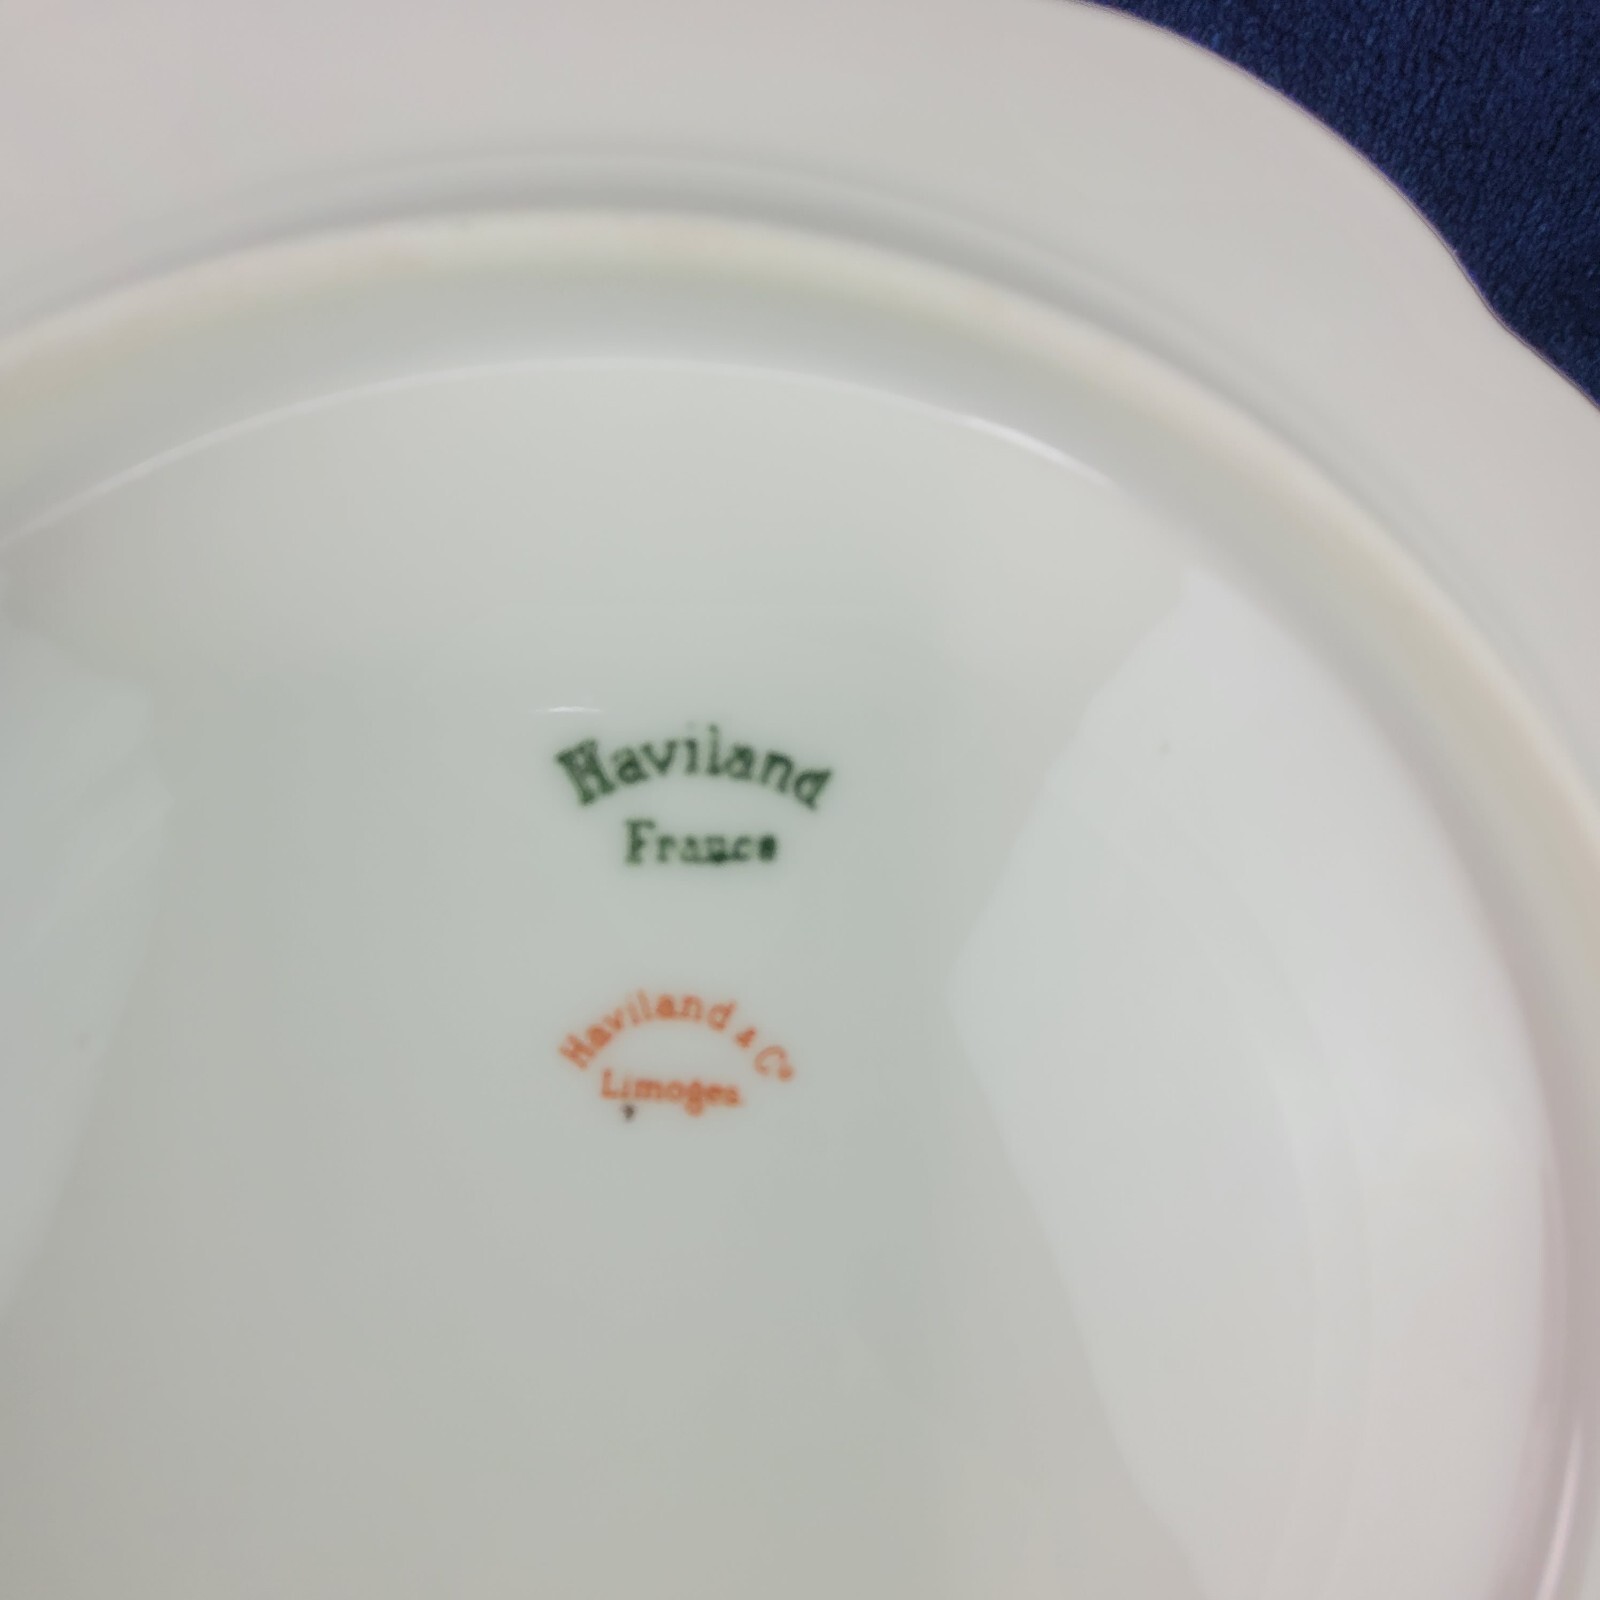 Haviland
France
Haviland & Co
Limoges.